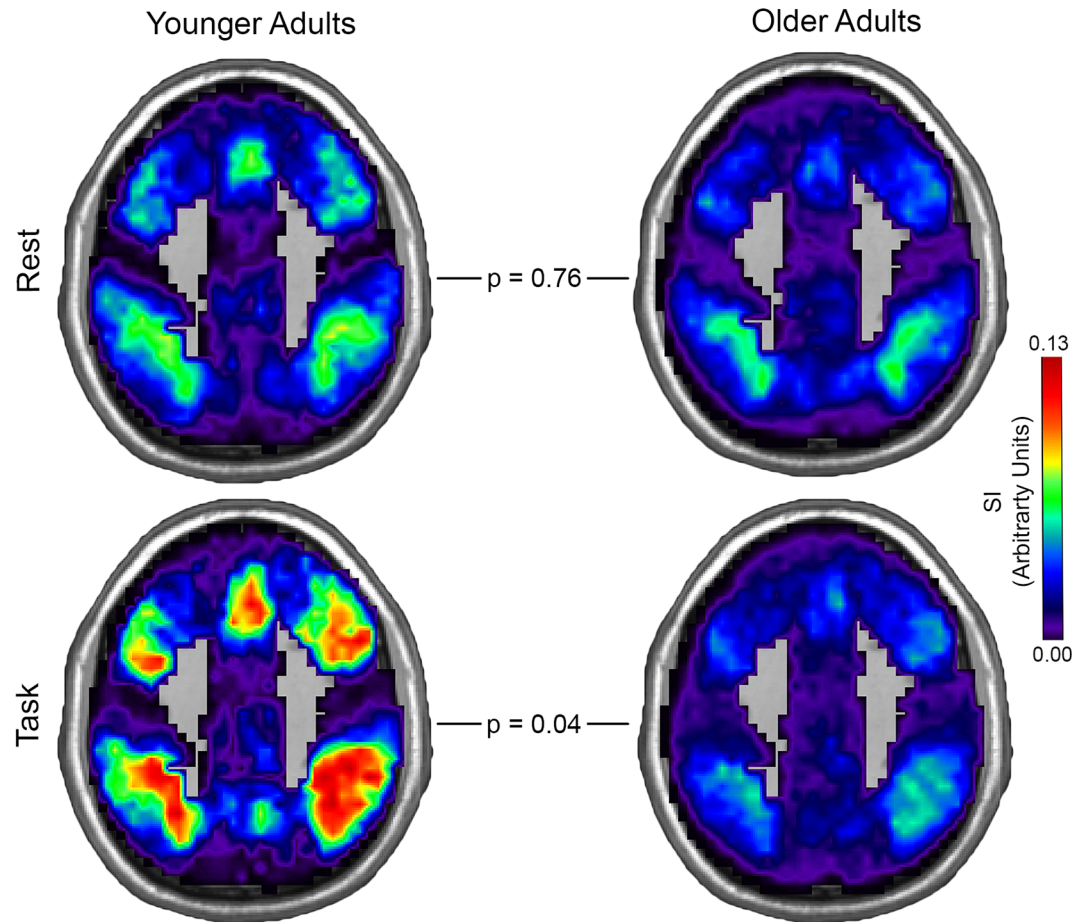 Younger Adults
Older Adults
Rest
p = 0.76
0.13
SI
(Arbitrarty Units)
0.00
Task
p = 0.04